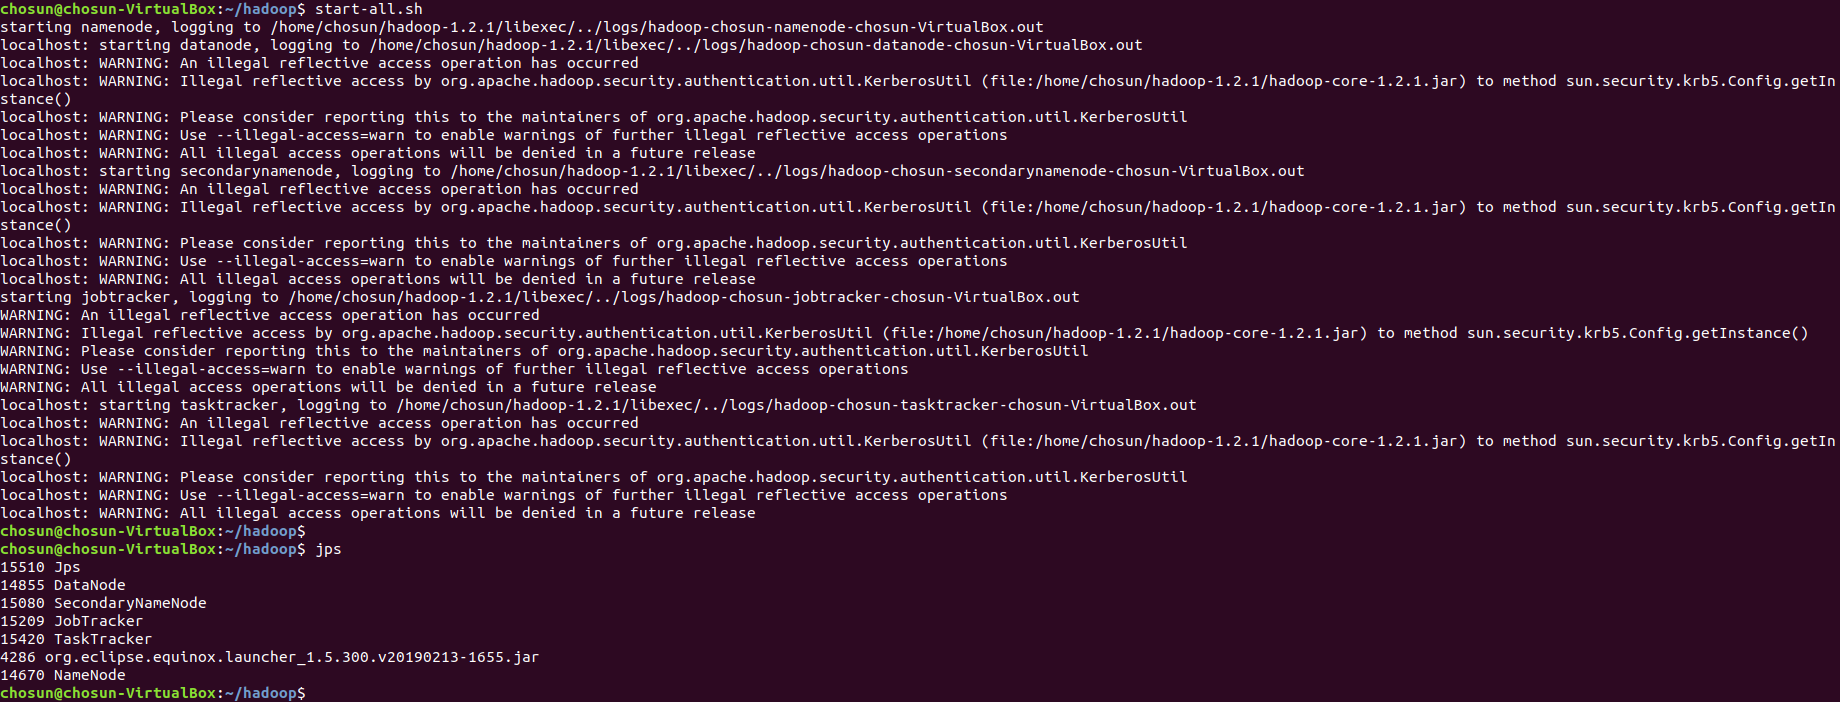 chosun@chosun-VirtualBox:~/hadoop$ start-all.sh
starting namenode, logging to /home/chosun/hadoop-1.2.1/libexec/../logs/hadoop-chosun-namenode-chosun-VirtualBox.out
localhost: starting datanode, logging to /home/chosun/hadoop-1.2.1/libexec/../logs/hadoop-chosun-datanode-chosun-VirtualBox.out
localhost: WARNING: An illegal reflective access operation has occurred
localhost: WARNING: Illegal reflective access by org.apache.hadoop.security.authentication.util.KerberosUtil (file:/home/chosun/hadoop-1.2.1/hadoop-core-1.2.1.jar) to method sun.security.krb5.Config.getIn
stance()
localhost: WARNING: Please consider reporting this to the maintainers of org.apache.hadoop.security.authentication.util.KerberosUtil
localhost: WARNING: Use --illegal-access=warn to enable warnings of further illegal reflective access operations
localhost: WARNING: All illegal access operations will be denied in a future release
localhost: starting secondarynamenode, logging to /home/chosun/hadoop-1.2.1/libexec/../logs/hadoop-chosun-secondarynamenode-chosun-VirtualBox.out
localhost: WARNING: An illegal reflective access operation has occurred
localhost: WARNING: Illegal reflective access by org.apache.hadoop.security.authentication.util.KerberosUtil (file:/home/chosun/hadoop-1.2.1/hadoop-core-1.2.1.jar) to method sun.security.krb5.Config.getIn
stance()
localhost: WARNING: Please consider reporting this to the maintainers of org.apache.hadoop.security.authentication.util.KerberosUtil
localhost: WARNING: Use --illegal-access=warn to enable warnings of further illegal reflective access operations
localhost: WARNING: All illegal access operations will be denied in a future release
starting jobtracker, logging to /home/chosun/hadoop-1.2.1/libexec/../logs/hadoop-chosun-jobtracker-chosun-VirtualBox.out
WARNING: An illegal reflective access operation has occurred
WARNING: Illegal reflective access by org.apache.hadoop.security.authentication.util.KerberosUtil (file:/home/chosun/hadoop-1.2.1/hadoop-core-1.2.1.jar) to method sun.security.krb5.Config.getInstance()
WARNING: Please consider reporting this to the maintainers of org.apache.hadoop.security.authentication.util.KerberosUtil
WARNING: Use --illegal-access=warn to enable warnings of further illegal reflective access operations
WARNING: All illegal access operations will be denied in a future release
localhost: starting tasktracker, logging to /home/chosun/hadoop-1.2.1/libexec/../logs/hadoop-chosun-tasktracker-chosun-VirtualBox.out
localhost: WARNING: An illegal reflective access operation has occurred
localhost: WARNING: Illegal reflective access by org.apache.hadoop.security.authentication.util.KerberosUtil (file:/home/chosun/hadoop-1.2.1/hadoop-core-1.2.1.jar) to method sun.security.krb5.Config.getIn
stance()
localhost: WARNING: Please consider reporting this to the maintainers of org.apache.hadoop.security.authentication.util.KerberosUtil
localhost: WARNING: Use --illegal-access=warn to enable warnings of further illegal reflective access operations
localhost: WARNING: All illegal access operations will be denied in a future release
chosun@chosun-VirtualBox:~/hadoop$
chosun@chosun-VirtualBox:~/hadoop$ jps
15510 Jps
14855 DataNode
15080 SecondaryNameNode
15209 JobTracker
15420 TaskTracker
4286 org.eclipse.equinox.launcher_1.5.300.v20190213-1655.jar
14670 NameNode
chosun@chosun-VirtualBox:~/hadoop$